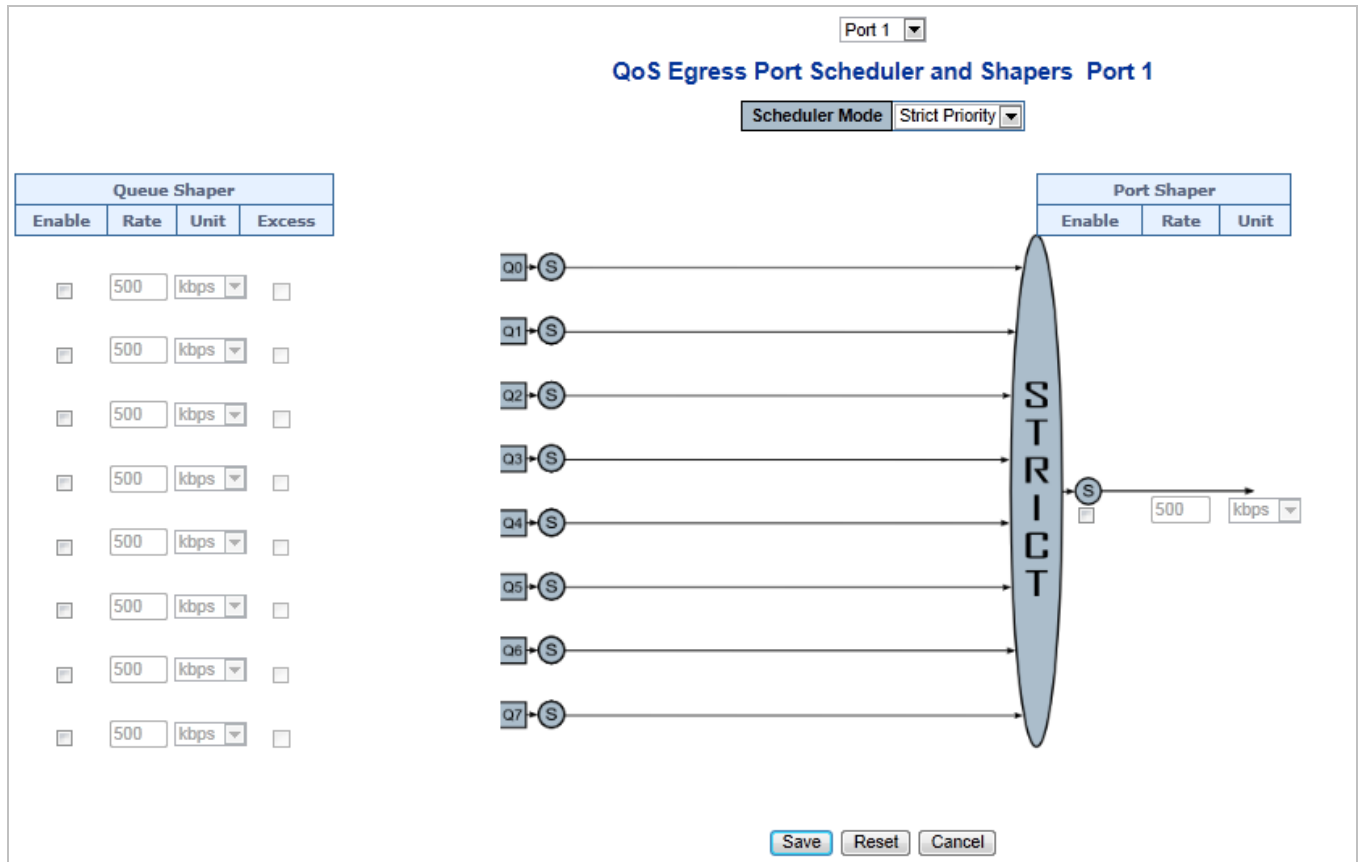 Port 1
QoS Egress Port Scheduler and Shapers Port 1
Scheduler Mode Strict Priority
Queue Shaper
Enable Rate Unit Excess
Port Shaper
Enable Rate Unit
500 kbps
Q0 S
500 kbps
Q1 S
500 kbps
Q2 S
500 kbps
Q3 S
500 kbps
Q4 S
500 kbps
Q5 S
500 kbps
Q6 S
500 kbps
Q7 S
STRICT
S
500 kbps
Save Reset Cancel